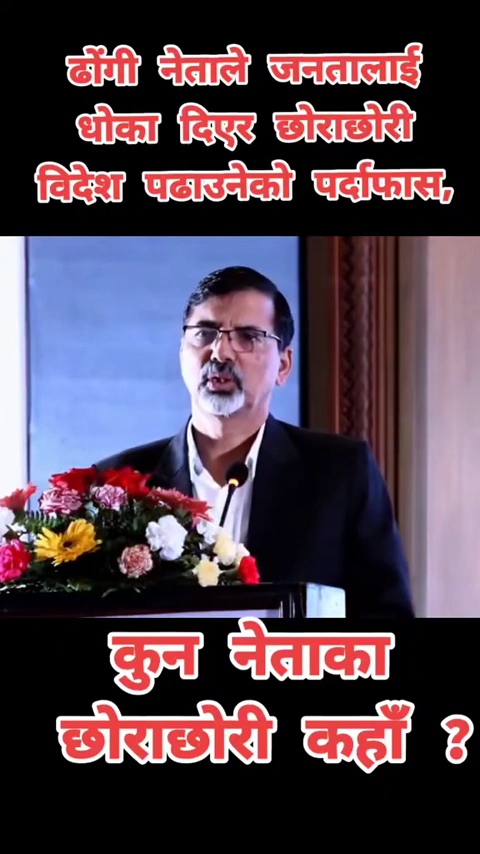 ढोंगी नेताले जनतालाई
धोका दिएर छोराछोरी
विदेश पढाउनेको पर्दाफास,
कुन नेताका
छोराछोरी कहाँ ?